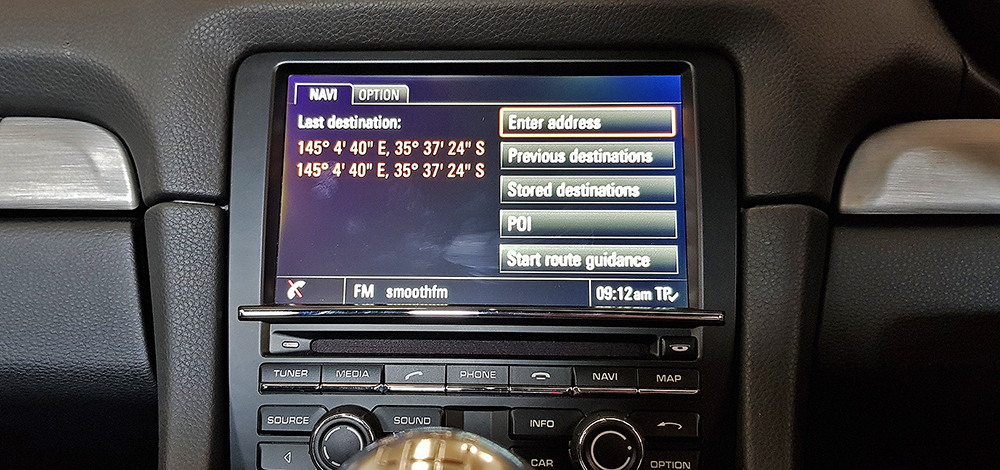 NAVI OPTION
Last destination:
145° 4' 40" E, 35° 37' 24" S
145° 4' 40" E, 35° 37' 24" S
Enter address
Previous destinations
Stored destinations
POI
Start route guidance
FM smoothfm
09:12 am TP
TUNER MEDIA PHONE NAVI MAP
SOURCE SOUND INFO
CAR OPTION